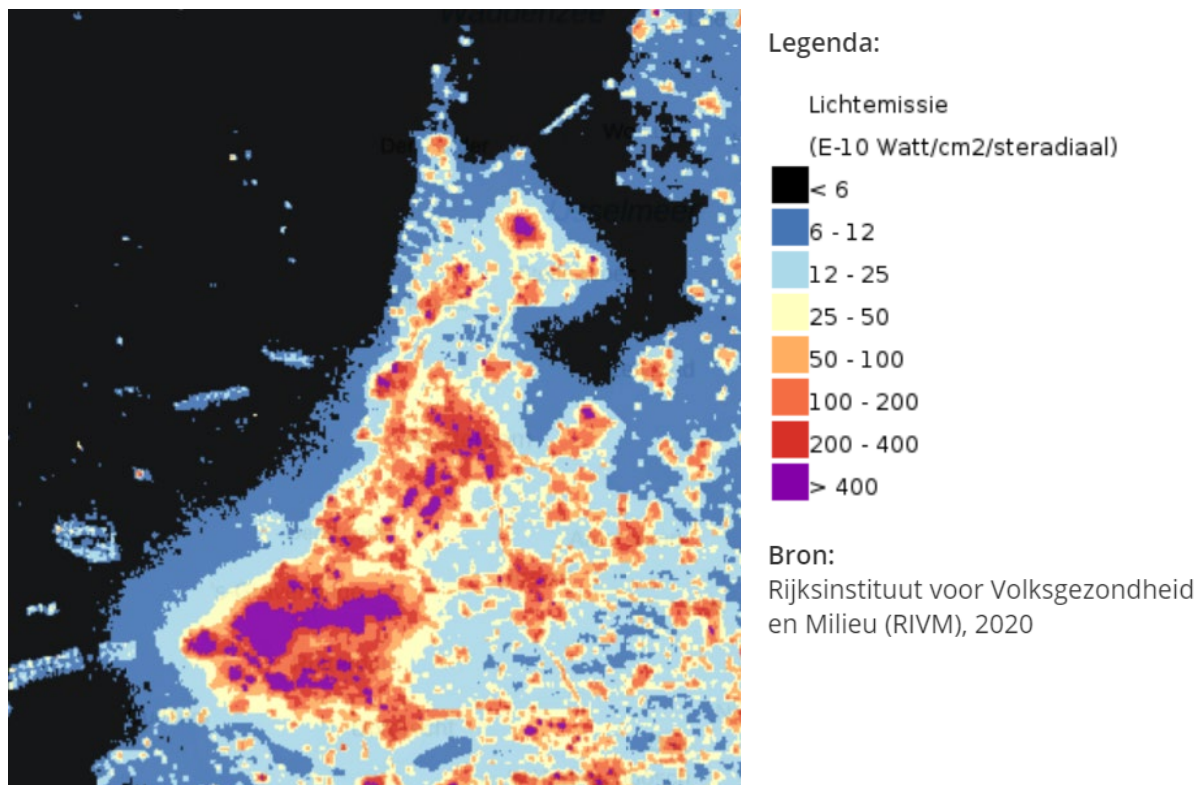 Waddenzee
Legenda:
Lichtemissie
(E-10 Watt/cm2/steradiaal)
< 6
6 - 12
12 - 25
25 - 50
50 - 100
100 - 200
200 - 400
> 400
Bron:
Rijksinstituut voor Volksgezondheid
en Milieu (RIVM), 2020